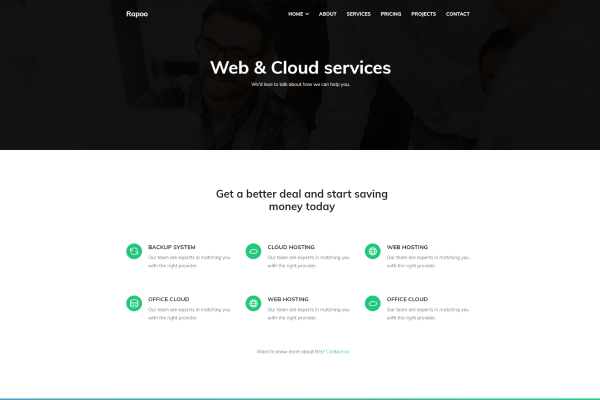 Rapoo
HOME ABOUT SERVICES PRICING PROJECTS CONTACT
Web & Cloud services
We'd love to talk about how we can help you.
Get a better deal and start saving
money today
BACKUP SYSTEM
Our team are experts in matching you
with the right provider.
CLOUD HOSTING
Our team are experts in matching you
with the right provider.
WEB HOSTING
Our team are experts in matching you
with the right provider.
OFFICE CLOUD
Our team are experts in matching you
with the right provider.
WEB HOSTING
Our team are experts in matching you
with the right provider.
OFFICE CLOUD
Our team are experts in matching you
with the right provider.
Want to know more about this? Contact us